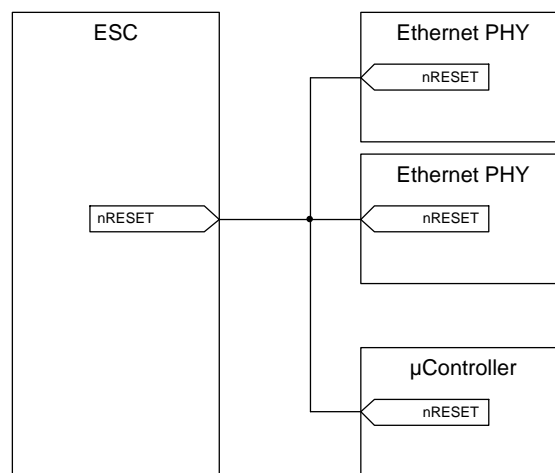 ESC
nRESET
Ethernet PHY
nRESET
Ethernet PHY
nRESET
µController
nRESET